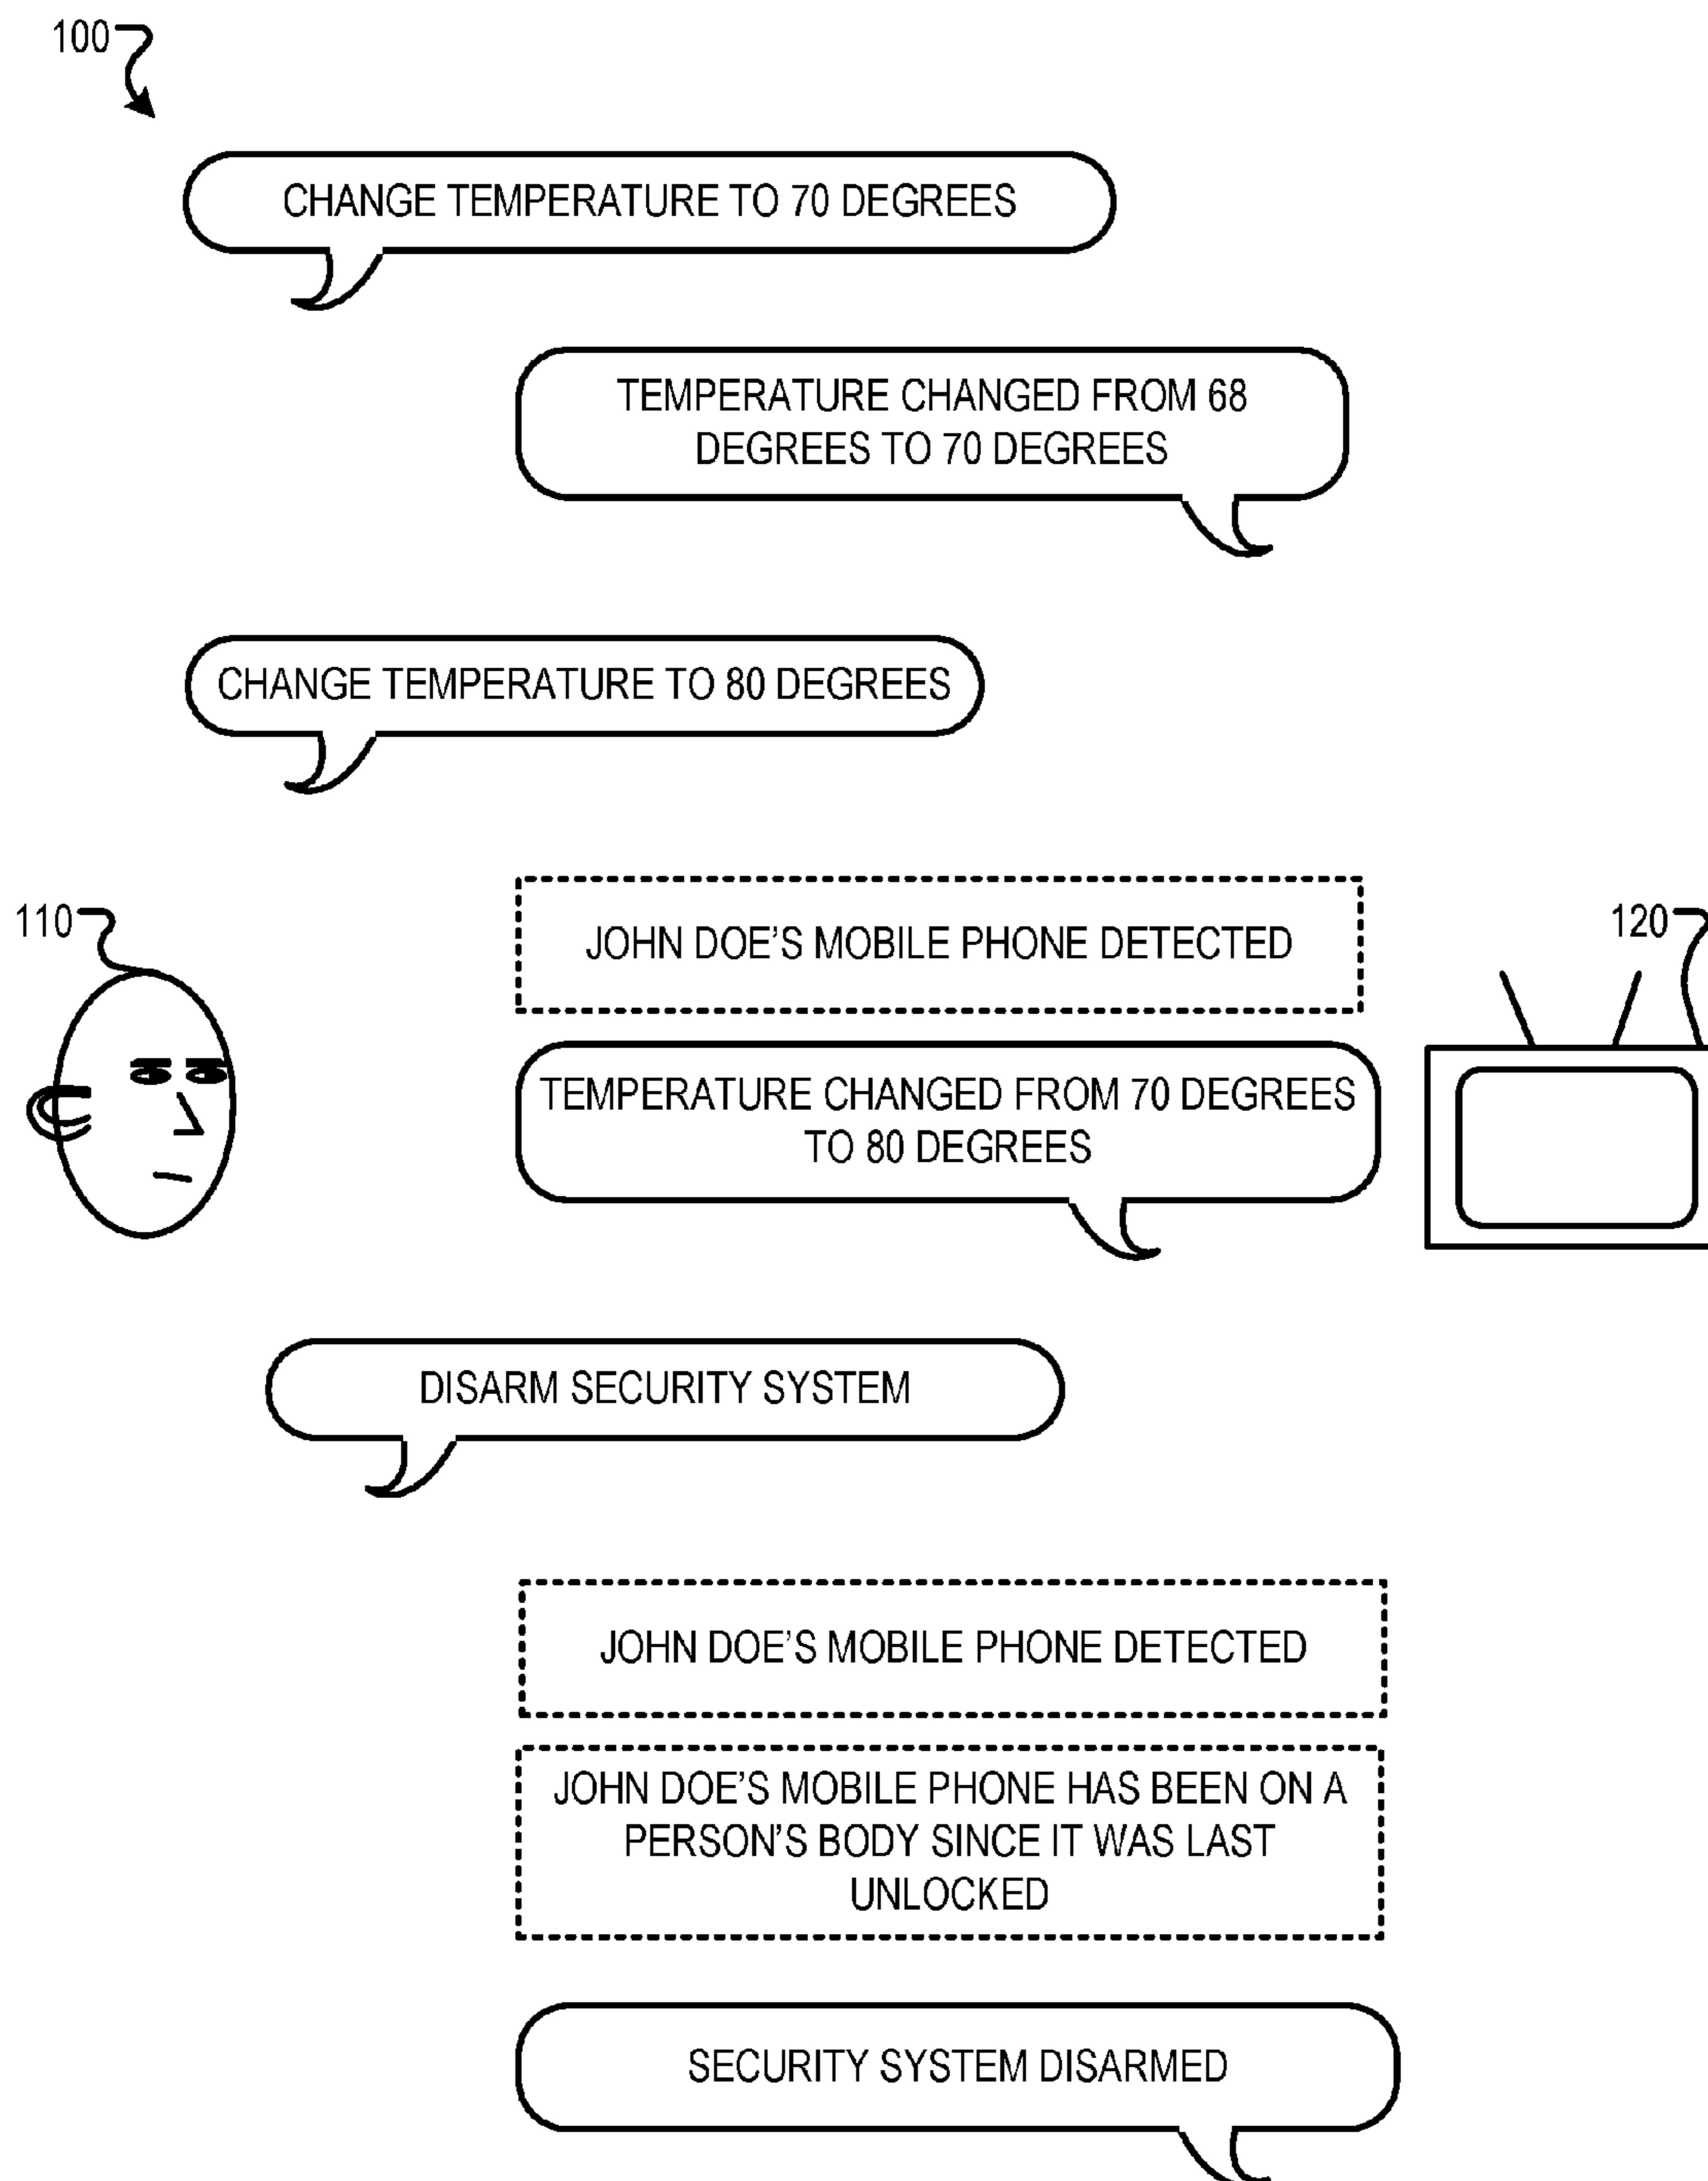 100
CHANGE TEMPERATURE TO 70 DEGREES
TEMPERATURE CHANGED FROM 68
DEGREES TO 70 DEGREES
CHANGE TEMPERATURE TO 80 DEGREES
110
JOHN DOE'S MOBILE PHONE DETECTED
120
TEMPERATURE CHANGED FROM 70 DEGREES
TO 80 DEGREES
DISARM SECURITY SYSTEM
JOHN DOE'S MOBILE PHONE DETECTED
JOHN DOE'S MOBILE PHONE HAS BEEN ON A
PERSON'S BODY SINCE IT WAS LAST
UNLOCKED
SECURITY SYSTEM DISARMED